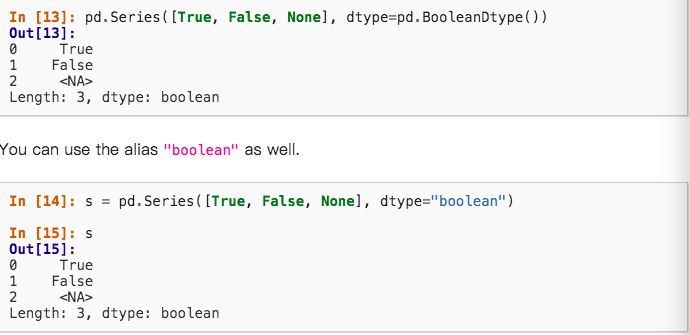 In [13]: pd.Series([True, False, None], dtype=pd.BooleanDtype())
Out[13]:
0     True
1    False
2     <NA>
Length: 3, dtype: boolean
You can use the alias "boolean" as well.
In [14]: s = pd.Series([True, False, None], dtype="boolean")
In [15]: s
Out[15]:
0     True
1    False
2     <NA>
Length: 3, dtype: boolean